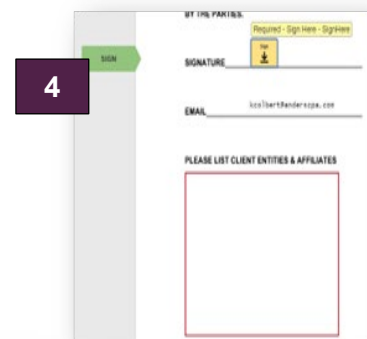 BY THE PARTIES.
Required - Sign Here - SignHere
SIGN
Sign
SIGNATURE
4
EMAIL kcolbert@enderspe.com
PLEASE LIST CLIENT ENTITIES & AFFILIATES